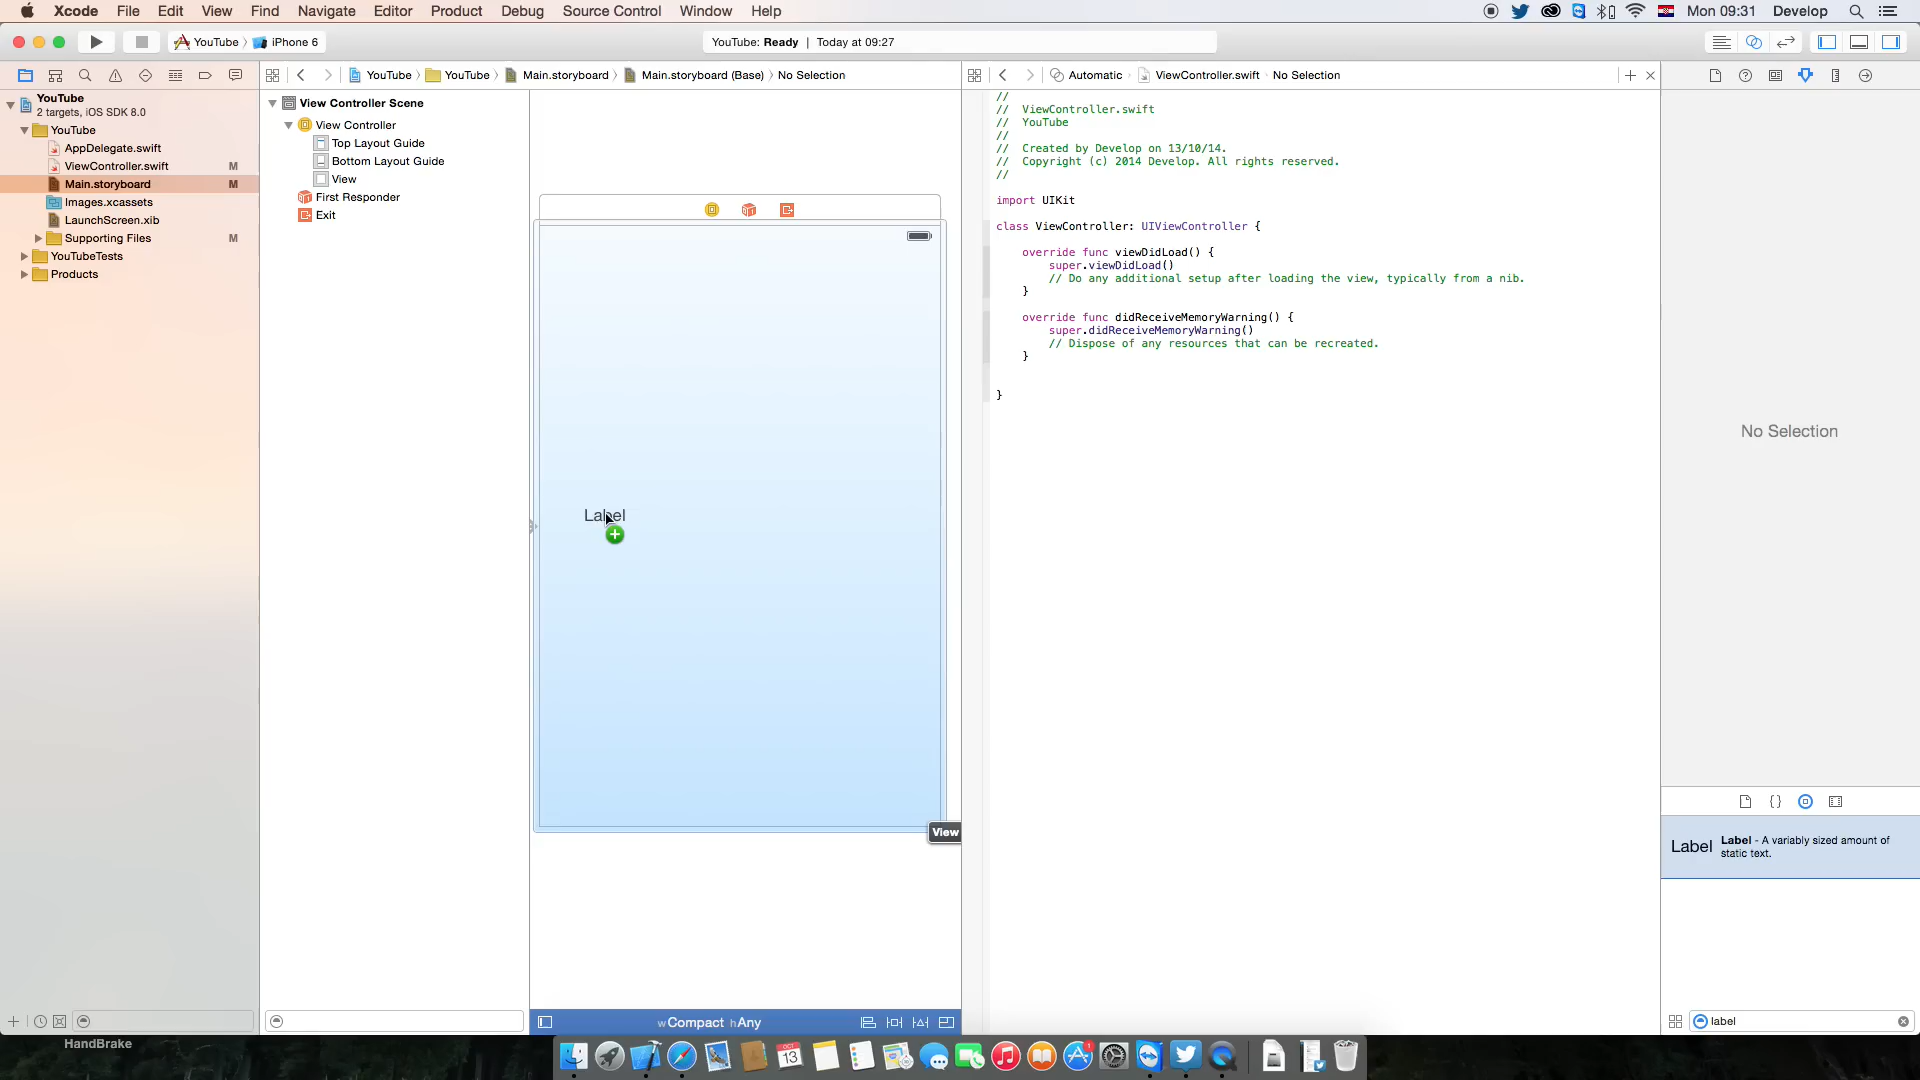 Xcode File Edit View Find Navigate Editor Product Debug Source Control Window Help Mon 09:31 Develop
YouTube iPhone 6 YouTube: Ready | Today at 09:27
YouTube YouTube Main.storyboard Main.storyboard (Base) No Selection
Automatic ViewController.swift No Selection
YouTube
2 targets, iOS SDK 8.0
YouTube
AppDelegate.swift
ViewController.swift M
Main.storyboard M
Images.xcassets
LaunchScreen.xib
Supporting Files M
YouTubeTests
Products
View Controller Scene
View Controller
Top Layout Guide
Bottom Layout Guide
View
First Responder
Exit
Label
View
wCompact hAny
//
// ViewController.swift
// YouTube
//
// Created by Develop on 13/10/14.
// Copyright (c) 2014 Develop. All rights reserved.
//
import UIKit
class ViewController: UIViewController {
override func viewDidLoad() {
super.viewDidLoad()
// Do any additional setup after loading the view, typically from a nib.
}
override func didReceiveMemoryWarning() {
super.didReceiveMemoryWarning()
// Dispose of any resources that can be recreated.
}
}
No Selection
{}
Label Label - A variably sized amount of
static text.
label
HandBrake
OCT
13
1